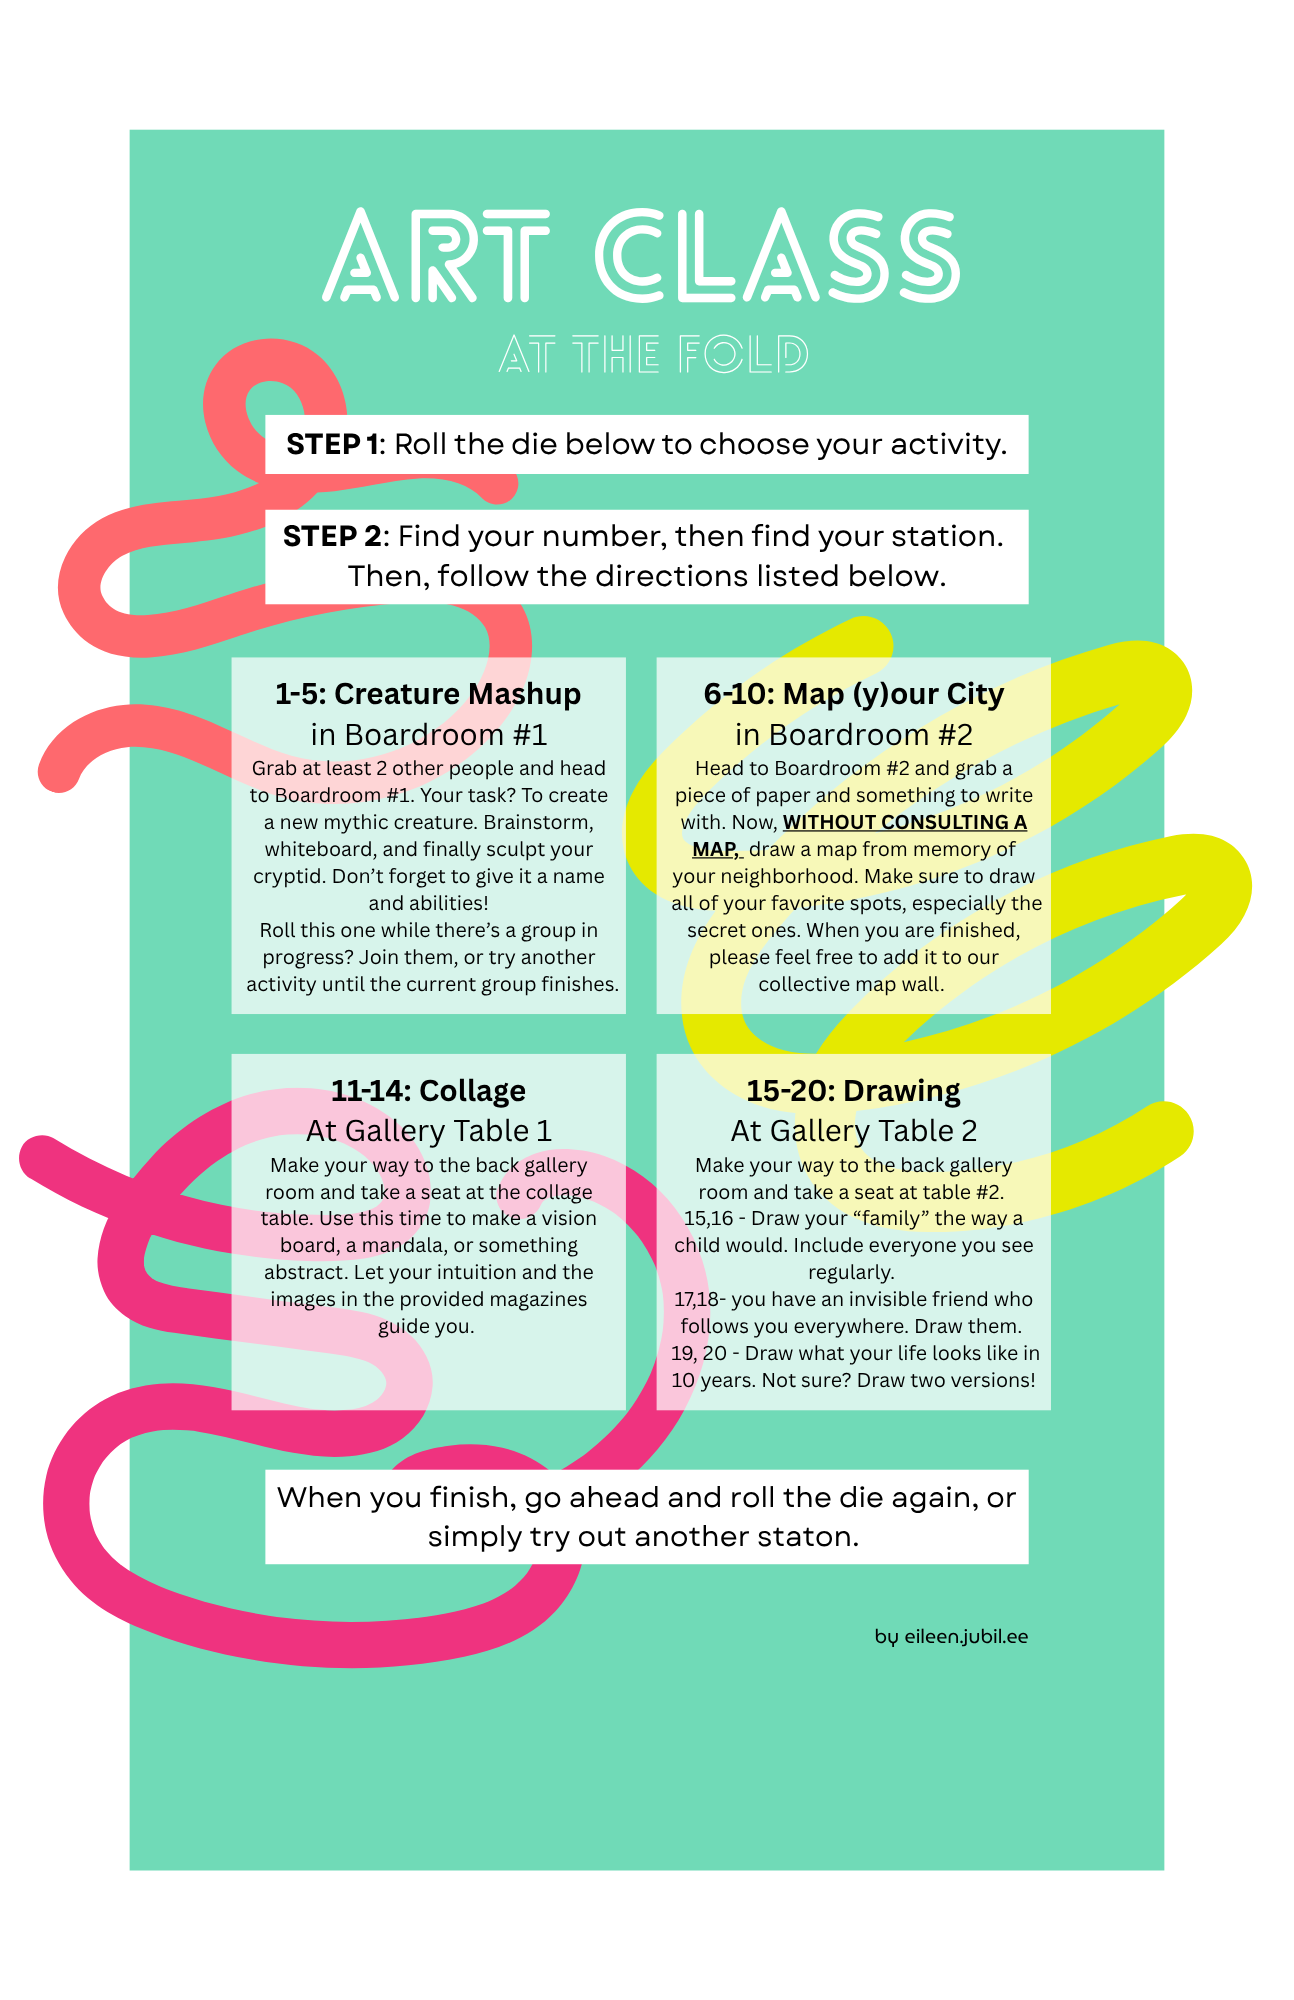 ART CLASS
AT THE FOLD
STEP 1: Roll the die below to choose your activity.
STEP 2: Find your number, then find your station.
Then, follow the directions listed below.
1-5: Creature Mashup
in Boardroom #1
Grab at least 2 other people and head
to Boardroom #1. Your task? To create
a new mythic creature. Brainstorm,
whiteboard, and finally sculpt your
cryptid. Don’t forget to give it a name
and abilities!
Roll this one while there’s a group in
progress? Join them, or try another
activity until the current group finishes.
6-10: Map (y)our City
in Boardroom #2
Head to Boardroom #2 and grab a
piece of paper and something to write
with. Now, WITHOUT CONSULTING A
MAP, draw a map from memory of
your neighborhood. Make sure to draw
all of your favorite spots, especially the
secret ones. When you are finished,
please feel free to add it to our
collective map wall.
11-14: Collage
At Gallery Table 1
Make your way to the back gallery
room and take a seat at the collage
table. Use this time to make a vision
board, a mandala, or something
abstract. Let your intuition and the
images in the provided magazines
guide you.
15-20: Drawing
At Gallery Table 2
Make your way to the back gallery
room and take a seat at table #2.
15,16 - Draw your “family” the way a
child would. Include everyone you see
regularly.
17,18- you have an invisible friend who
follows you everywhere. Draw them.
19, 20 - Draw what your life looks like in
10 years. Not sure? Draw two versions!
When you finish, go ahead and roll the die again, or
simply try out another staton.
by eileen.jubil.ee